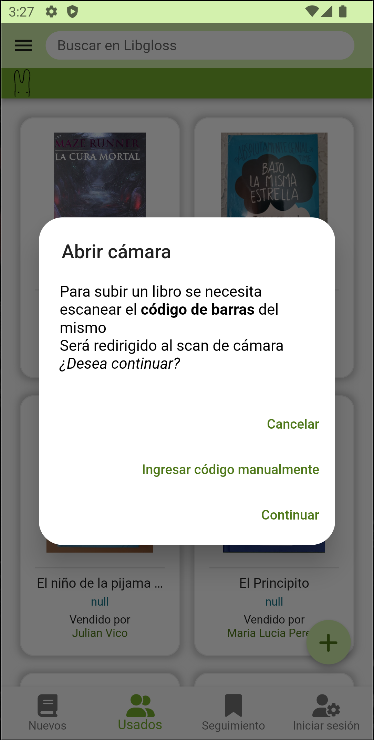 3:27
Buscar en Libgloss
MAZE RUNNER
LA CURA MORTAL
BAJO
LA MISMA
ESTRELLA
Abrir cámara
Para subir un libro se necesita
escanear el código de barras del
mismo
Será redirigido al scan de cámara
¿Desea continuar?
Cancelar
Ingresar código manualmente
Continuar
El niño de la pijama ...
null
Vendido por
Julian Vico
El Principito
null
Vendido por
Maria Lucia Pere
Nuevos
Usados
Seguimiento
Iniciar sesión